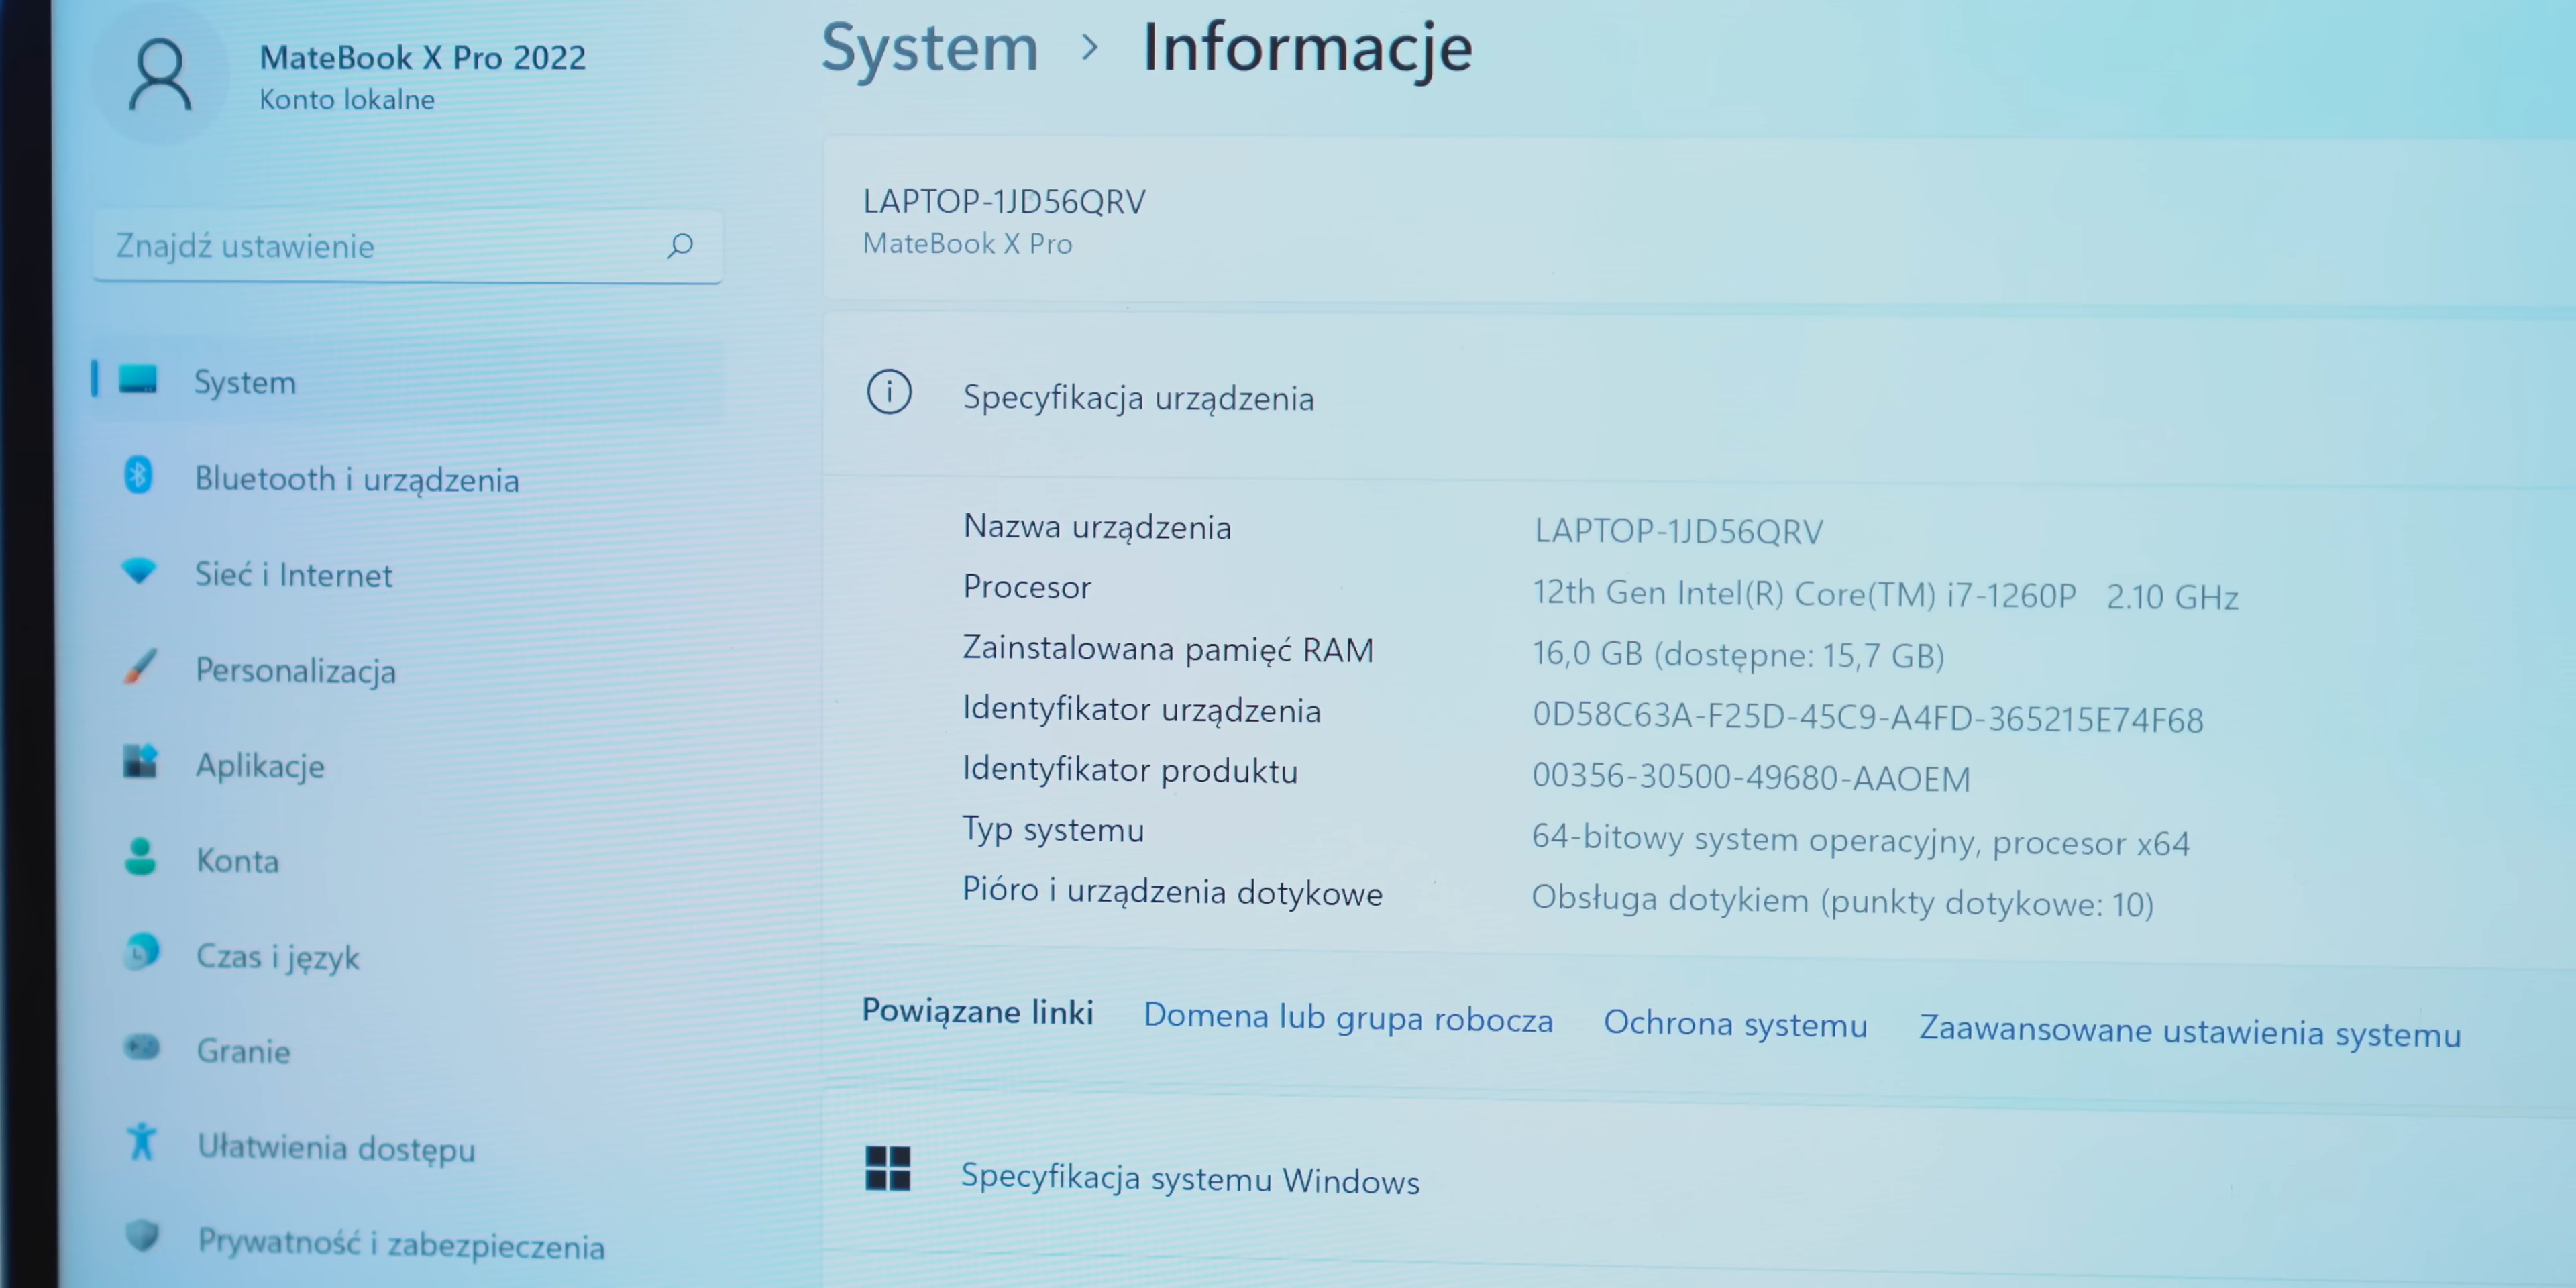 MateBook X Pro 2022
Konto lokalne
Znajdź ustawienie
System
Bluetooth i urządzenia
Sieć i Internet
Personalizacja
Aplikacje
Konta
Czas i język
Granie
Ułatwienia dostępu
Prywatność i zabezpieczenia
System > Informacje
LAPTOP-1JD56QRV
MateBook X Pro
Specyfikacja urządzenia
Nazwa urządzenia LAPTOP-1JD56QRV
Procesor 12th Gen Intel(R) Core(TM) i7-1260P 2.10 GHz
Zainstalowana pamięć RAM 16,0 GB (dostępne: 15,7 GB)
Identyfikator urządzenia 0D58C63A-F25D-45C9-A4FD-365215E74F68
Identyfikator produktu 00356-30500-49680-AAOEM
Typ systemu 64-bitowy system operacyjny, procesor x64
Pióro i urządzenia dotykowe Obsługa dotykiem (punkty dotykowe: 10)
Powiązane linki Domena lub grupa robocza Ochrona systemu Zaawansowane ustawienia systemu
Specyfikacja systemu Windows